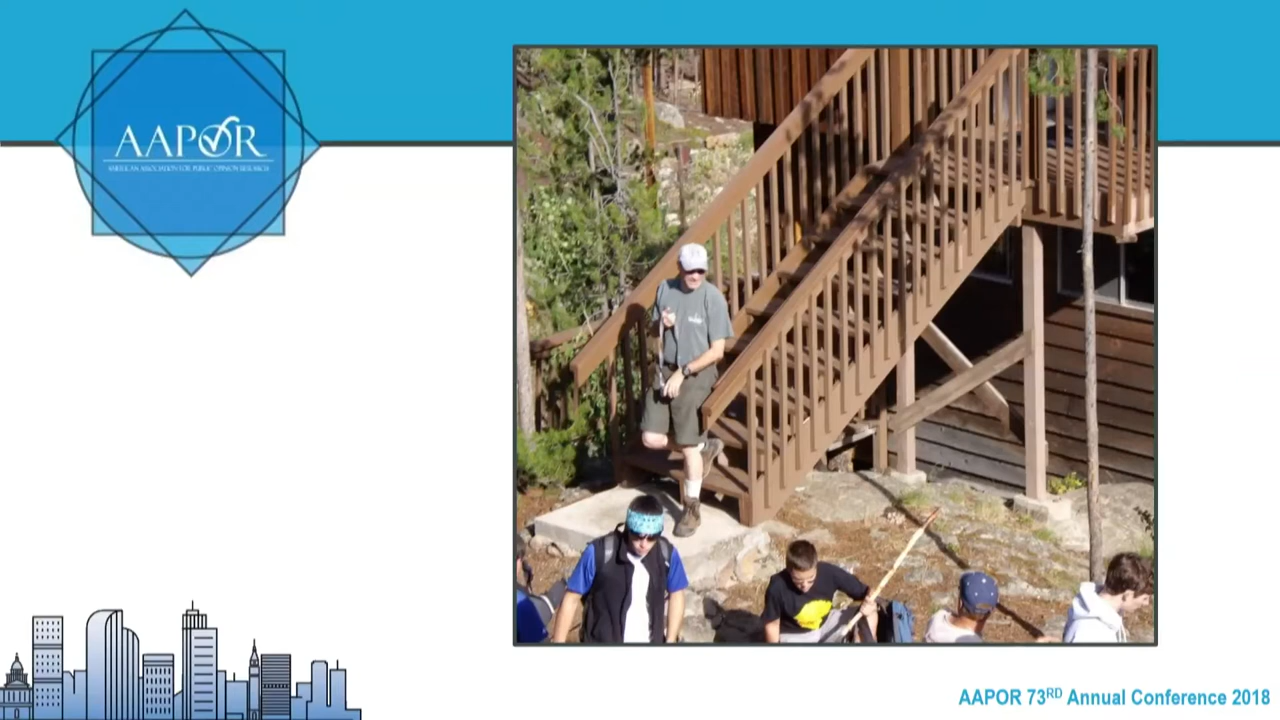 AAPOR
AMERICAN ASSOCIATION FOR PUBLIC OPINION RESEARCH
AAPOR 73RD Annual Conference 2018